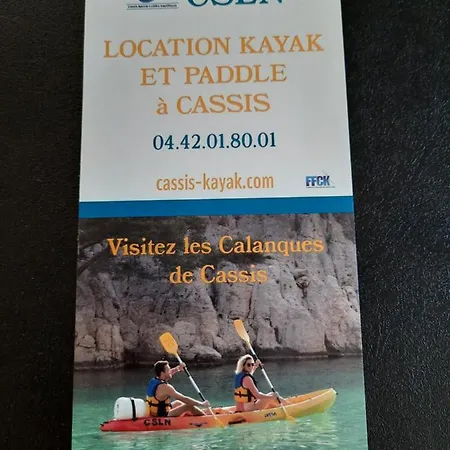 CSLN
LOCATION KAYAK
ET PADDLE
à CASSIS
04.42.01.80.01
cassis-kayak.com
FFCK
Visitez les Calanques
de Cassis
CSLN